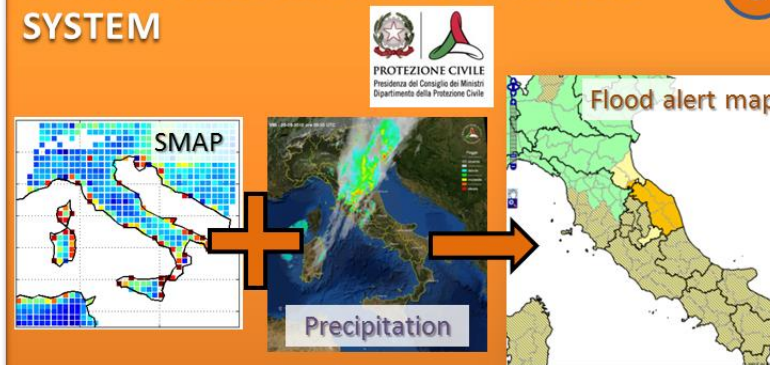 SYSTEM
PROTEZIONE CIVILE
Presidenza del Consiglio dei Ministri
Dipartimento della Protezione Civile
SMAP
Flood alert map
Precipitation